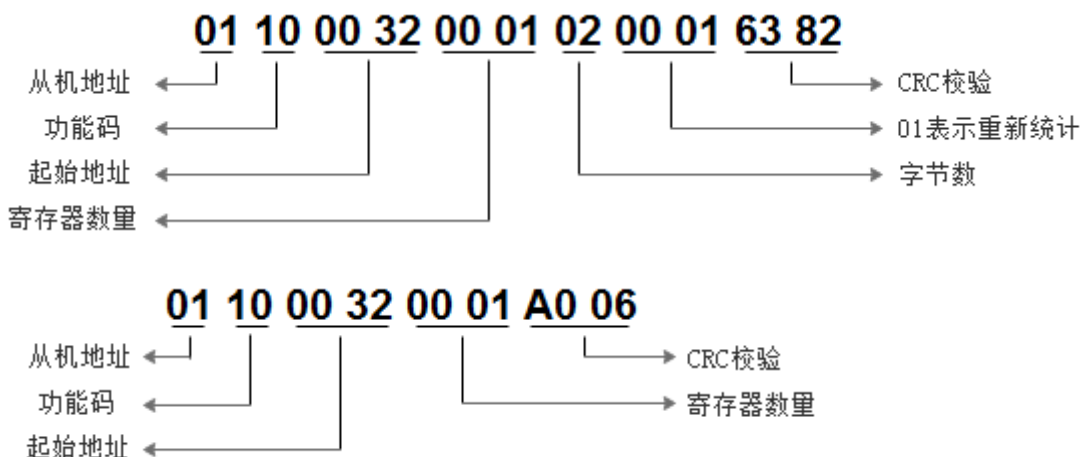 01 10 00 32 00 01 02 00 01 63 82
从机地址
CRC校验
功能码
01表示重新统计
起始地址
字节数
寄存器数量
01 10 00 32 00 01 A0 06
从机地址
CRC校验
功能码
寄存器数量
起始地址